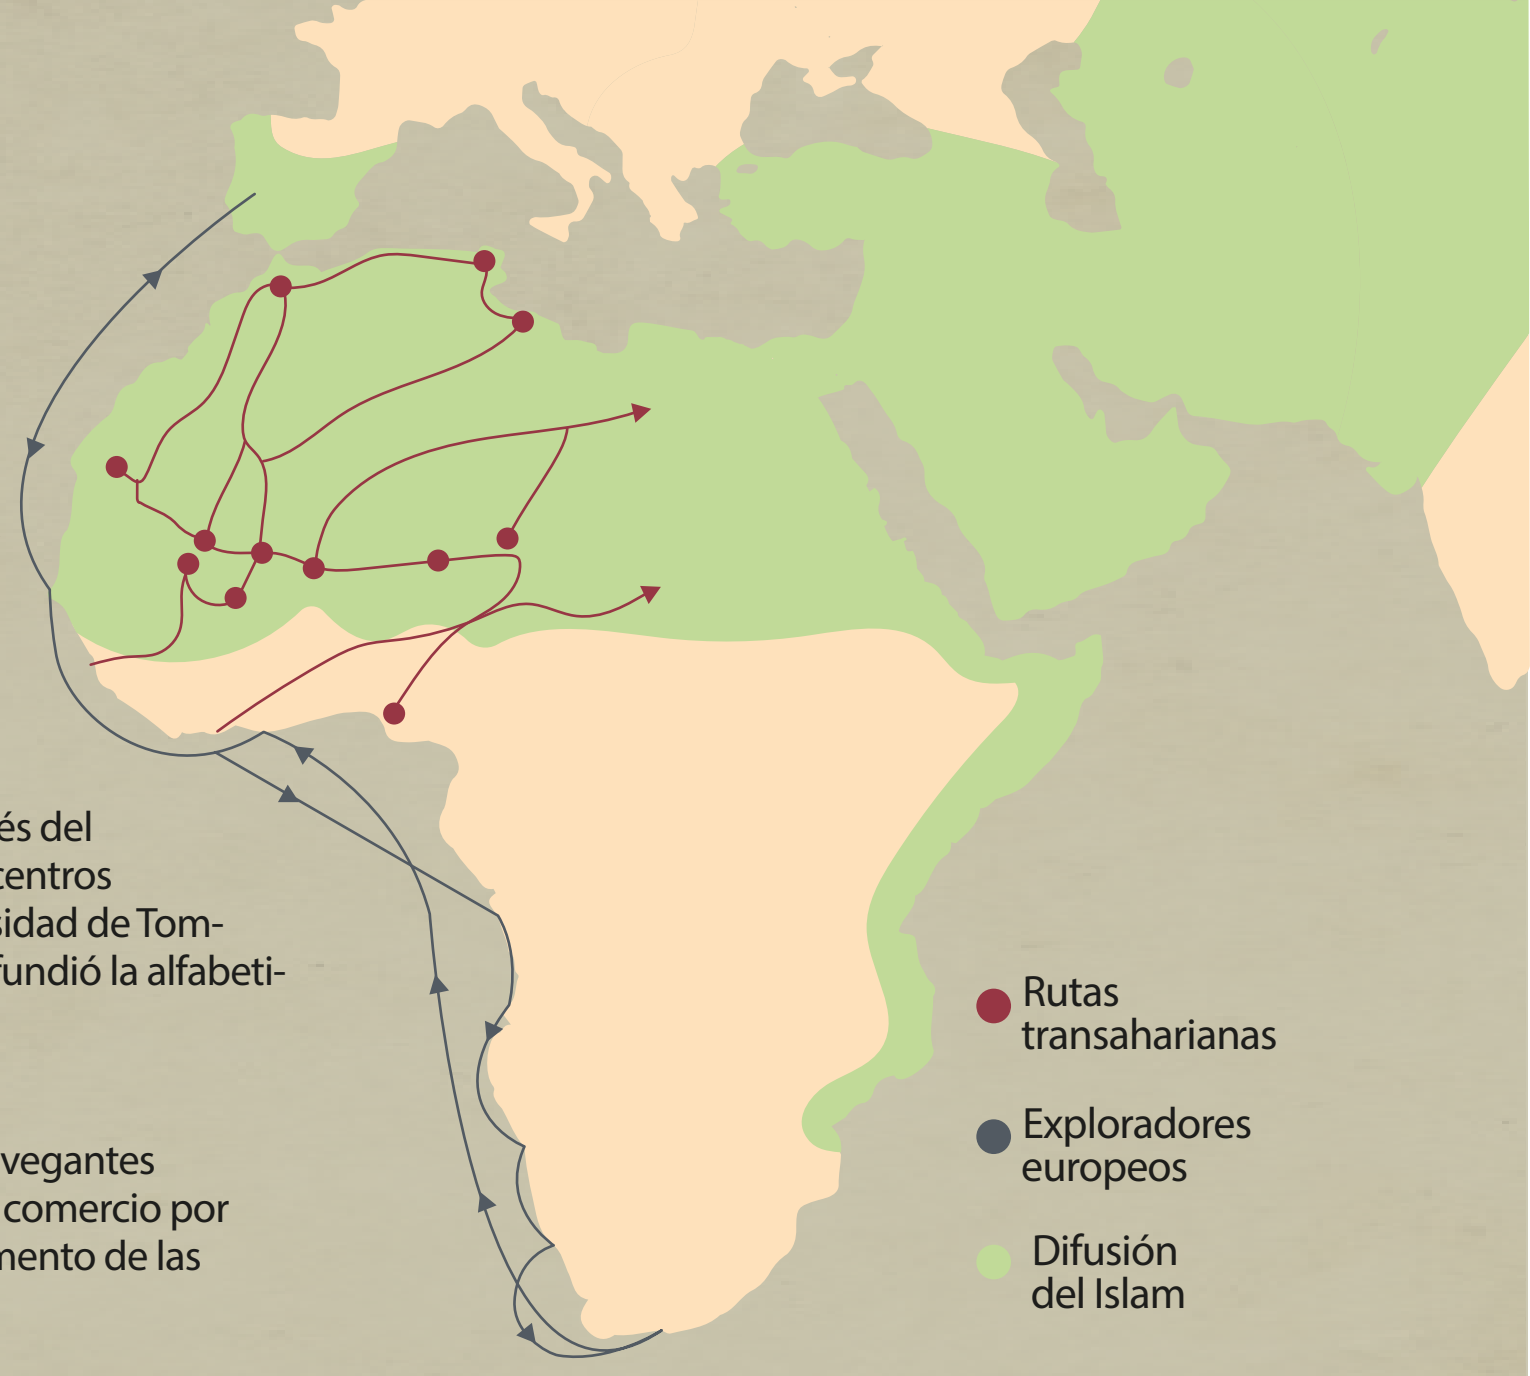 és del
centros
sidad de Tom-
fundió la alfabeti-
vegantes
comercio por
mento de las
Rutas
transaharianas
Exploradores
europeos
Difusión
del Islam